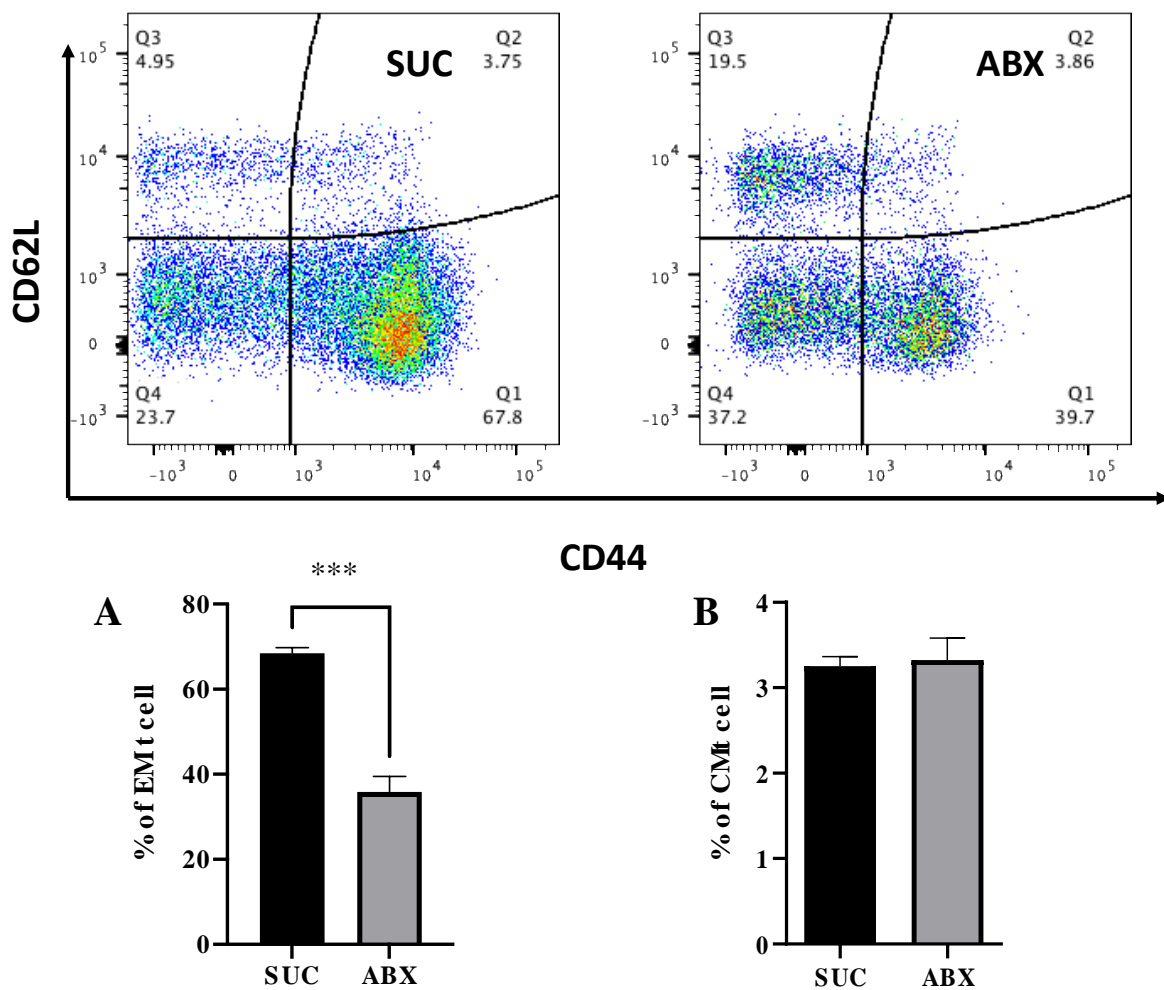 Q3
4.95
SUC
Q2
3.75
Q3
19.5
ABX
Q2
3.86
10^5
10^4
10^3
0
-10^3
10^5
10^4
10^3
0
-10^3
CD62L
Q4
23.7
Q1
67.8
Q4
37.2
Q1
39.7
-10^3 0 10^3 10^4 10^5
-10^3 0 10^3 10^4 10^5
CD44
A
***
80
60
40
20
0
% of EM t cell
SUC ABX
B
4
3
2
1
0
% of CM t cell
SUC ABX